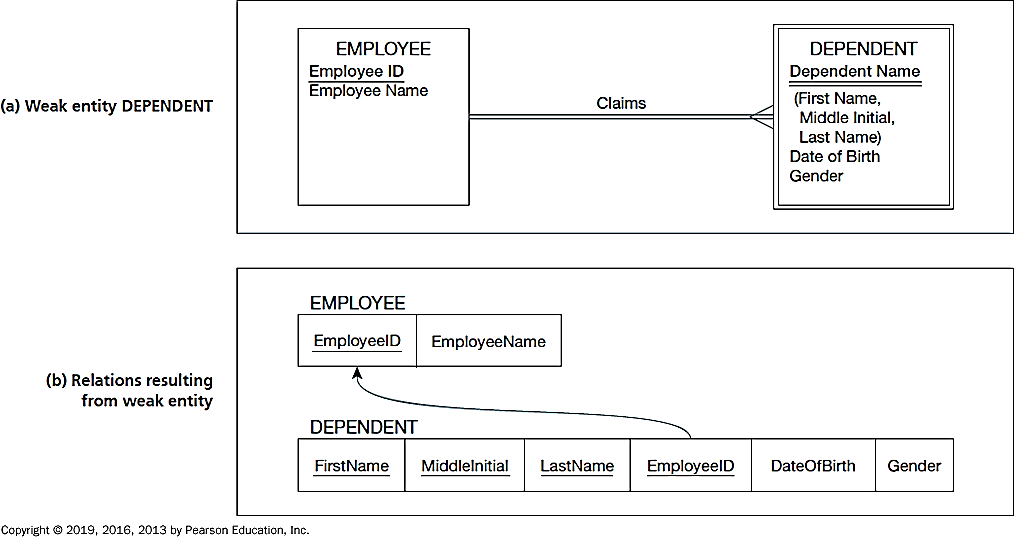 (a) Weak entity DEPENDENT
EMPLOYEE
Employee ID
Employee Name
Claims
DEPENDENT
Dependent Name
(First Name,
Middle Initial,
Last Name)
Date of Birth
Gender
(b) Relations resulting
from weak entity
EMPLOYEE
EmployeeID EmployeeName
DEPENDENT
FirstName MiddleInitial LastName EmployeeID DateOfBirth Gender
Copyright © 2019, 2016, 2013 by Pearson Education, Inc.